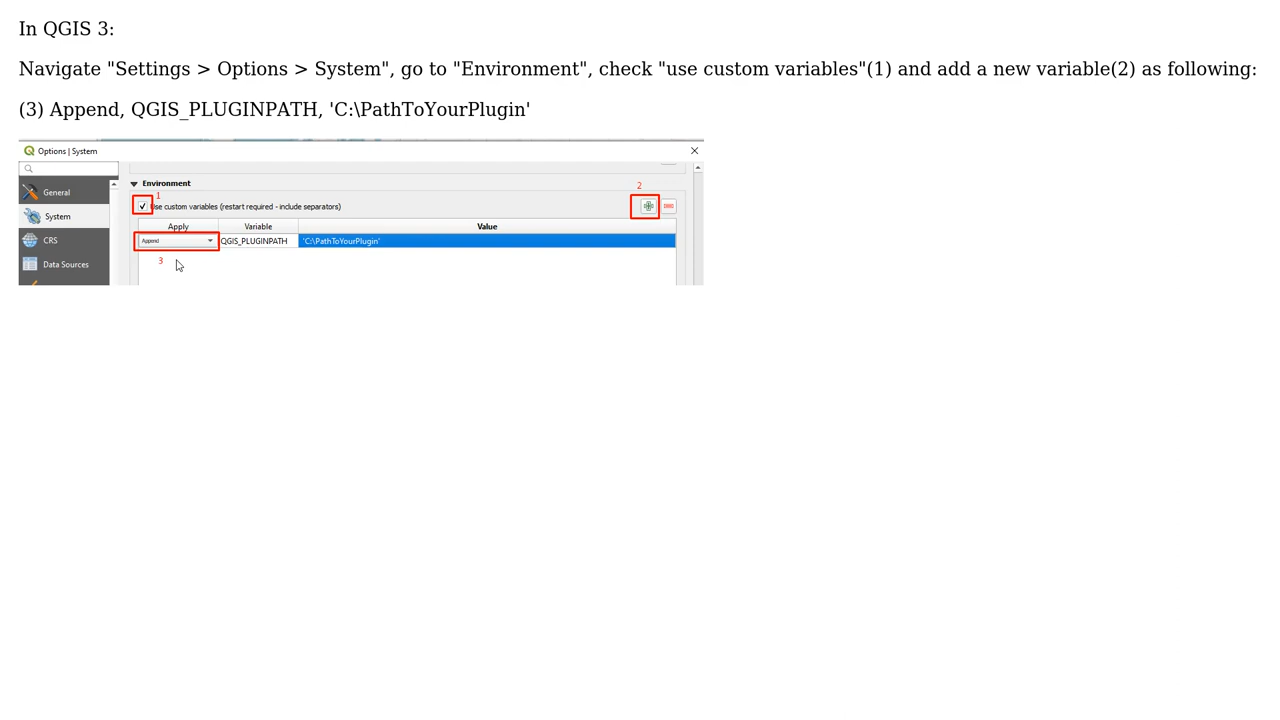 In QGIS 3:
Navigate "Settings > Options > System", go to "Environment", check "use custom variables"(1) and add a new variable(2) as following:
(3) Append, QGIS_PLUGINPATH, 'C:\PathToYourPlugin'
Options | System
Environment
General
1
2
Use custom variables (restart required - include separators)
System
Apply Variable Value
CRS
Append QGIS_PLUGINPATH 'C:\PathToYourPlugin'
3
Data Sources